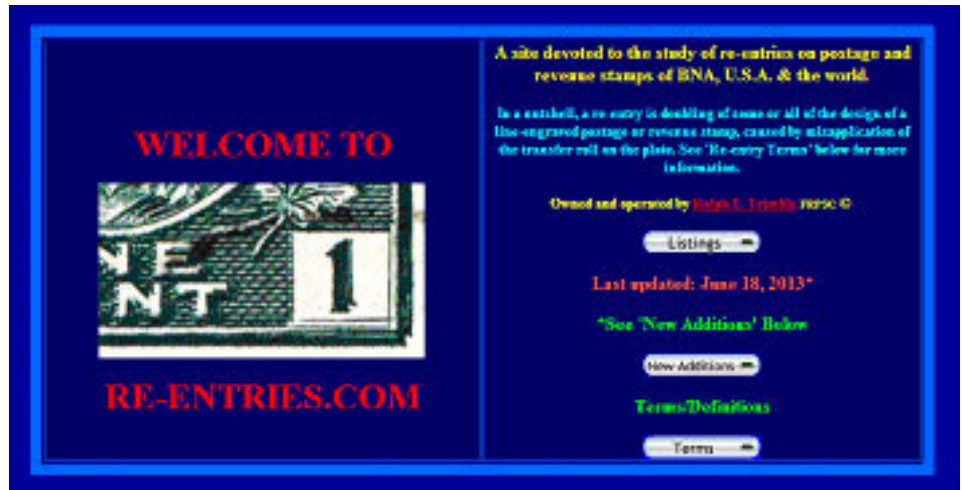 WELCOME TO
NE
NT
1
RE-ENTRIES.COM
A site devoted to the study of re-entries on postage and
revenue stamps of BNA, U.S.A. & the world.
In a nutshell, a re-entry is doubling of some or all of the design of a
line-engraved postage or revenue stamp, caused by misapplication of
the transfer roll on the plate. See 'Re-entry Terms' below for more
information.
Owned and operated by Ralph E. Trimble FRPSC ©
Listings
Last updated: June 18, 2013*
*See 'New Additions' Below
New Additions
Terms/Definitions
Terms